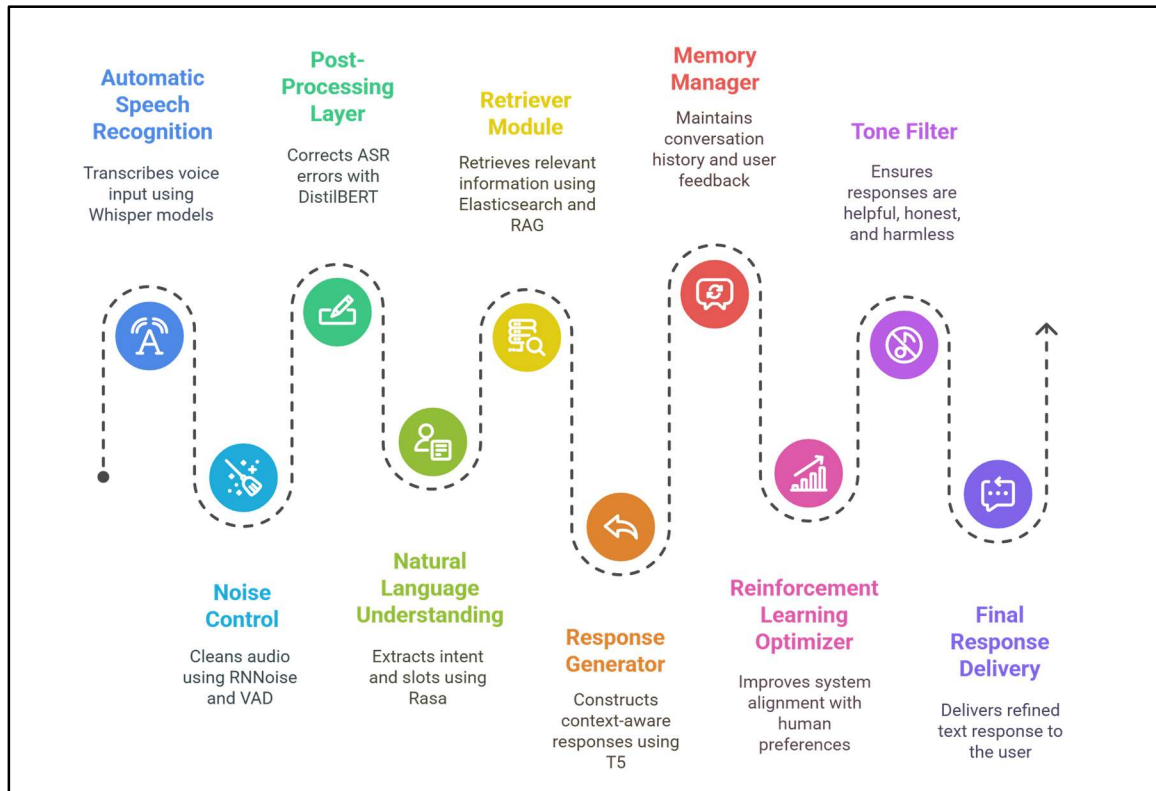 Automatic
Speech
Recognition
Transcribes voice
input using
Whisper models
Noise
Control
Cleans audio
using RNNoise
and VAD
Post-
Processing
Layer
Corrects ASR
errors with
DistilBERT
Natural
Language
Understanding
Extracts intent
and slots using
Rasa
Retriever
Module
Retrieves relevant
information using
Elasticsearch and
RAG
Response
Generator
Constructs
context-aware
responses using
T5
Memory
Manager
Maintains
conversation
history and user
feedback
Reinforcement
Learning
Optimizer
Improves system
alignment with
human
preferences
Tone Filter
Ensures
responses are
helpful, honest,
and harmless
Final
Response
Delivery
Delivers refined
text response to
the user